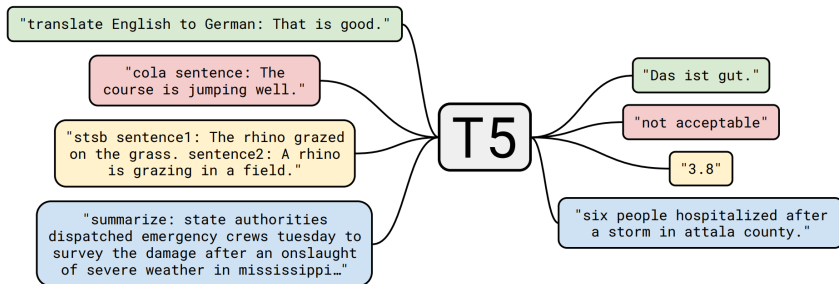 "translate English to German: That is good."
"cola sentence: The
course is jumping well."
"stsb sentence1: The rhino grazed
on the grass. sentence2: A rhino
is grazing in a field."
"summarize: state authorities
dispatched emergency crews tuesday to
survey the damage after an onslaught
of severe weather in mississippi…"
T5
"Das ist gut."
"not acceptable"
"3.8"
"six people hospitalized after
a storm in attala county."